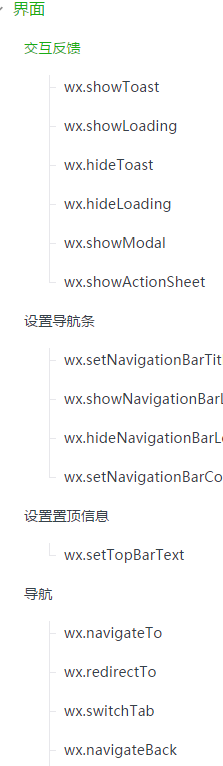 界面
交互反馈
wx.showToast
wx.showLoading
wx.hideToast
wx.hideLoading
wx.showModal
wx.showActionSheet
设置导航条
wx.setNavigationBarTit
wx.showNavigationBarL
wx.hideNavigationBarLo
wx.setNavigationBarCo
设置置顶信息
wx.setTopBarText
导航
wx.navigateTo
wx.redirectTo
wx.switchTab
wx.navigateBack